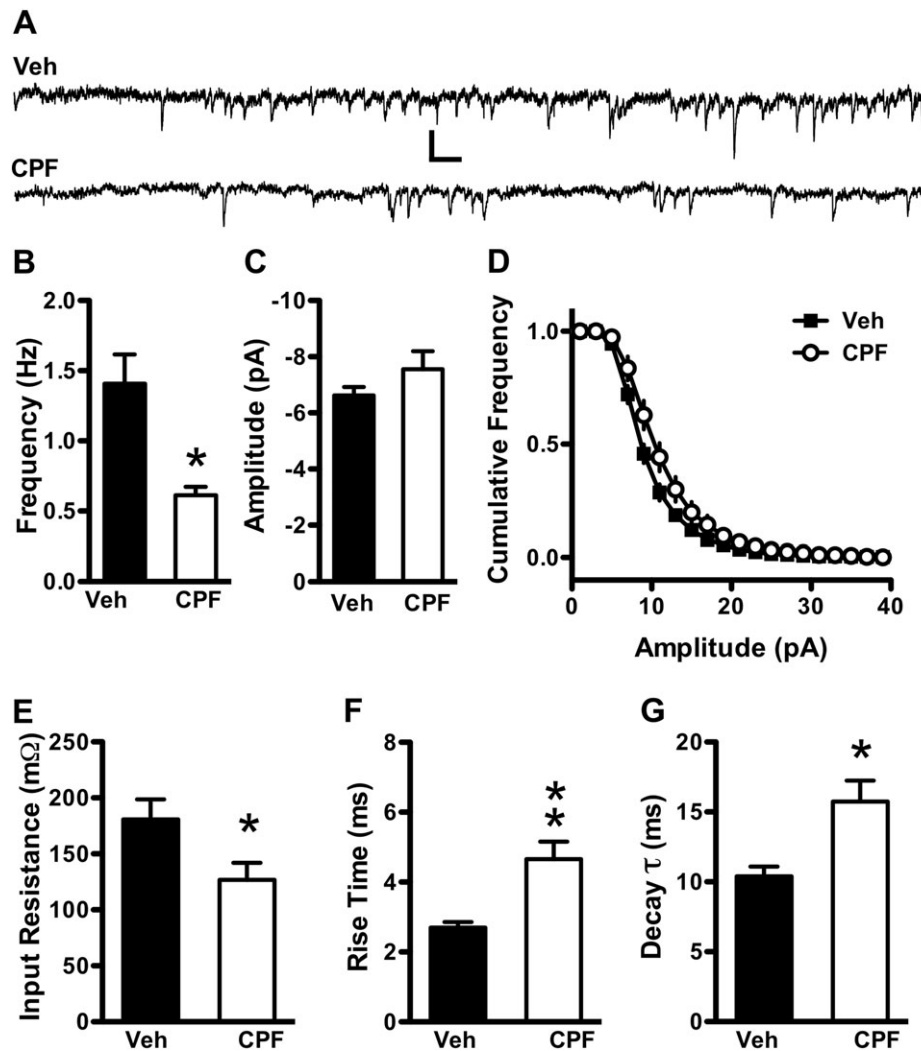 A
Veh
CPF
B
Frequency (Hz)
2.0
1.5
1.0
0.5
0.0
*
Veh CPF
C
Amplitude (pA)
-10
-8
-6
-4
-2
0
Veh CPF
D
Cumulative Frequency
1.0
0.5
0.0
Veh
CPF
0 10 20 30 40
Amplitude (pA)
E
Input Resistance (mΩ)
250
200
150
100
50
0
*
Veh CPF
F
Rise Time (ms)
8
6
4
2
0
*
*
Veh CPF
G
Decay τ (ms)
20
15
10
5
0
*
Veh CPF